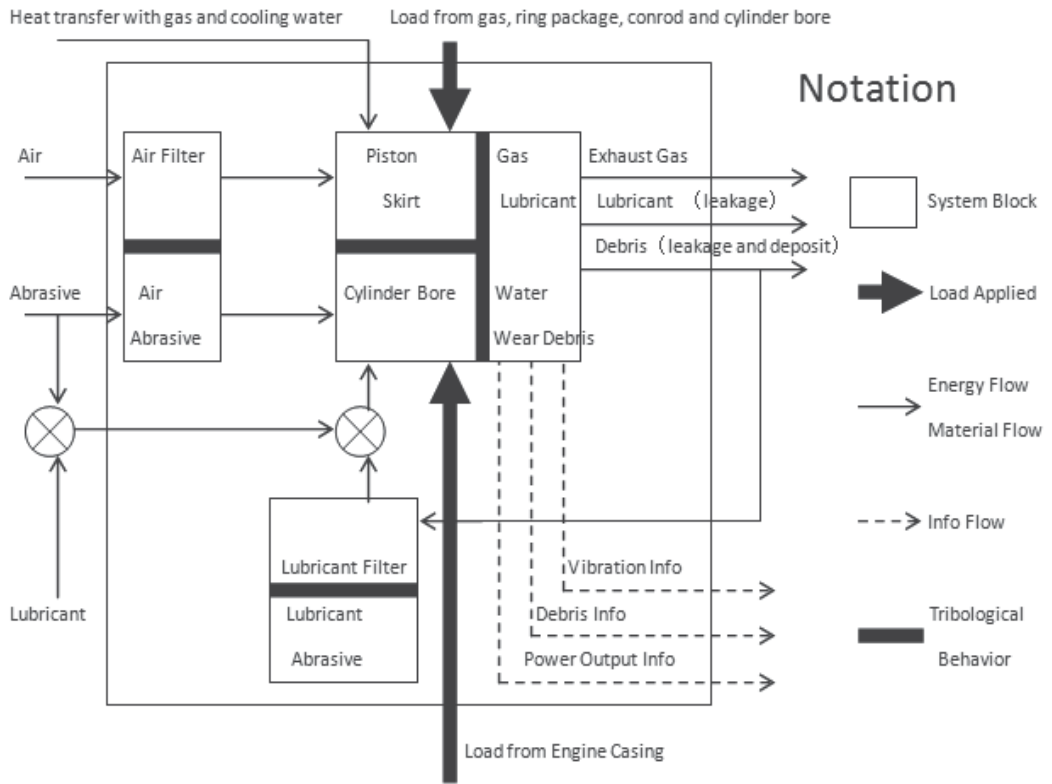 Heat transfer with gas and cooling water
Load from gas, ring package, conrod and cylinder bore
Notation
Air
Air Filter
Piston
Skirt
Gas
Lubricant
Exhaust Gas
Lubricant （leakage）
Debris（leakage and deposit）
System Block
Abrasive
Air
Abrasive
Cylinder Bore
Water
Wear Debris
Load Applied
Energy Flow
Material Flow
Info Flow
Lubricant Filter
Lubricant
Abrasive
Lubricant
Vibration Info
Debris Info
Power Output Info
Tribological
Behavior
Load from Engine Casing